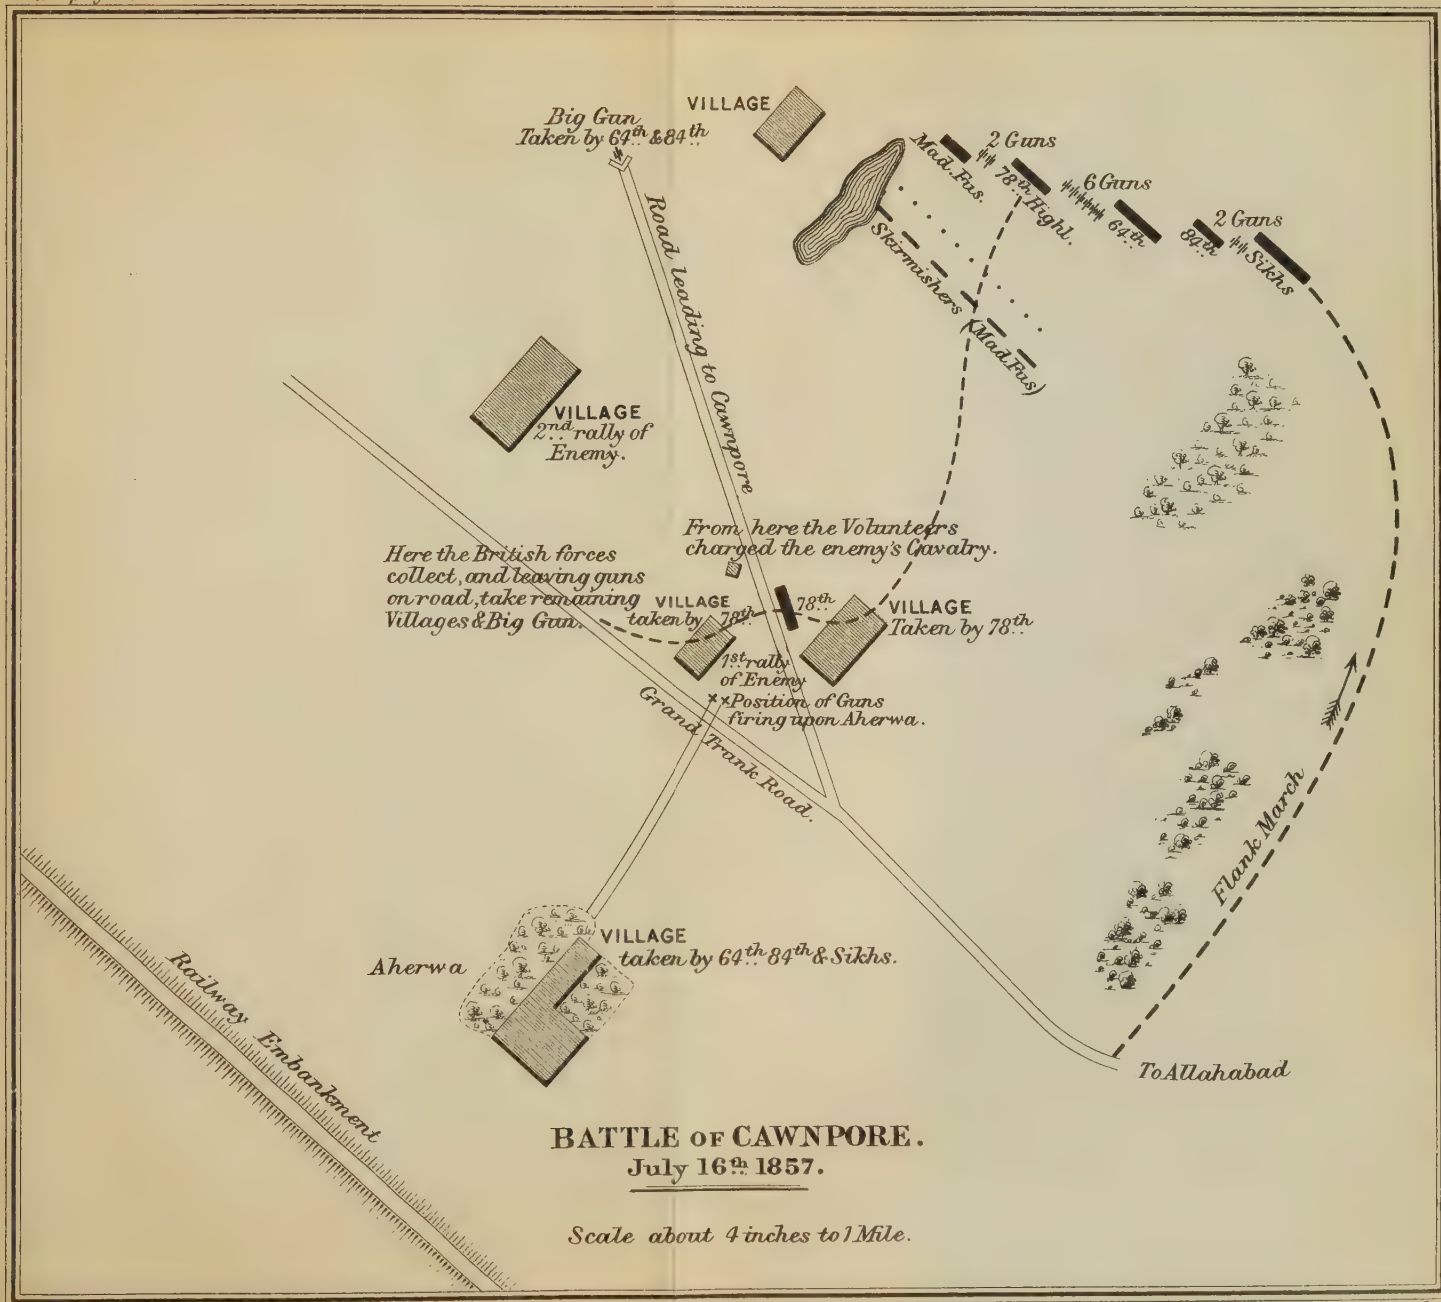 VILLAGE
Big Gun
Taken by 64th & 84th
Mad. Fus.
2 Guns
78th Highl.
6 Guns
64th
84th
2 Guns
Sikhs
Skirmishers (Mad Fus)
Road leading to Cawnpore
VILLAGE
2nd rally of
Enemy.
From here the Volunteers
charged the enemy's Cavalry.
Here the British forces
collect, and leaving guns
on road, take remaining
Villages & Big Gun.
VILLAGE
taken by 78th
78th
VILLAGE
Taken by 78th
1st rally
of Enemy
Position of Guns
firing upon Aherwa.
Grand Trunk Road.
Flank March
VILLAGE
taken by 64th 84th & Sikhs.
Aherwa
Railway Embankment
To Allahabad
BATTLE OF CAWNPORE.
July 16th 1857.
Scale about 4 inches to 1 Mile.